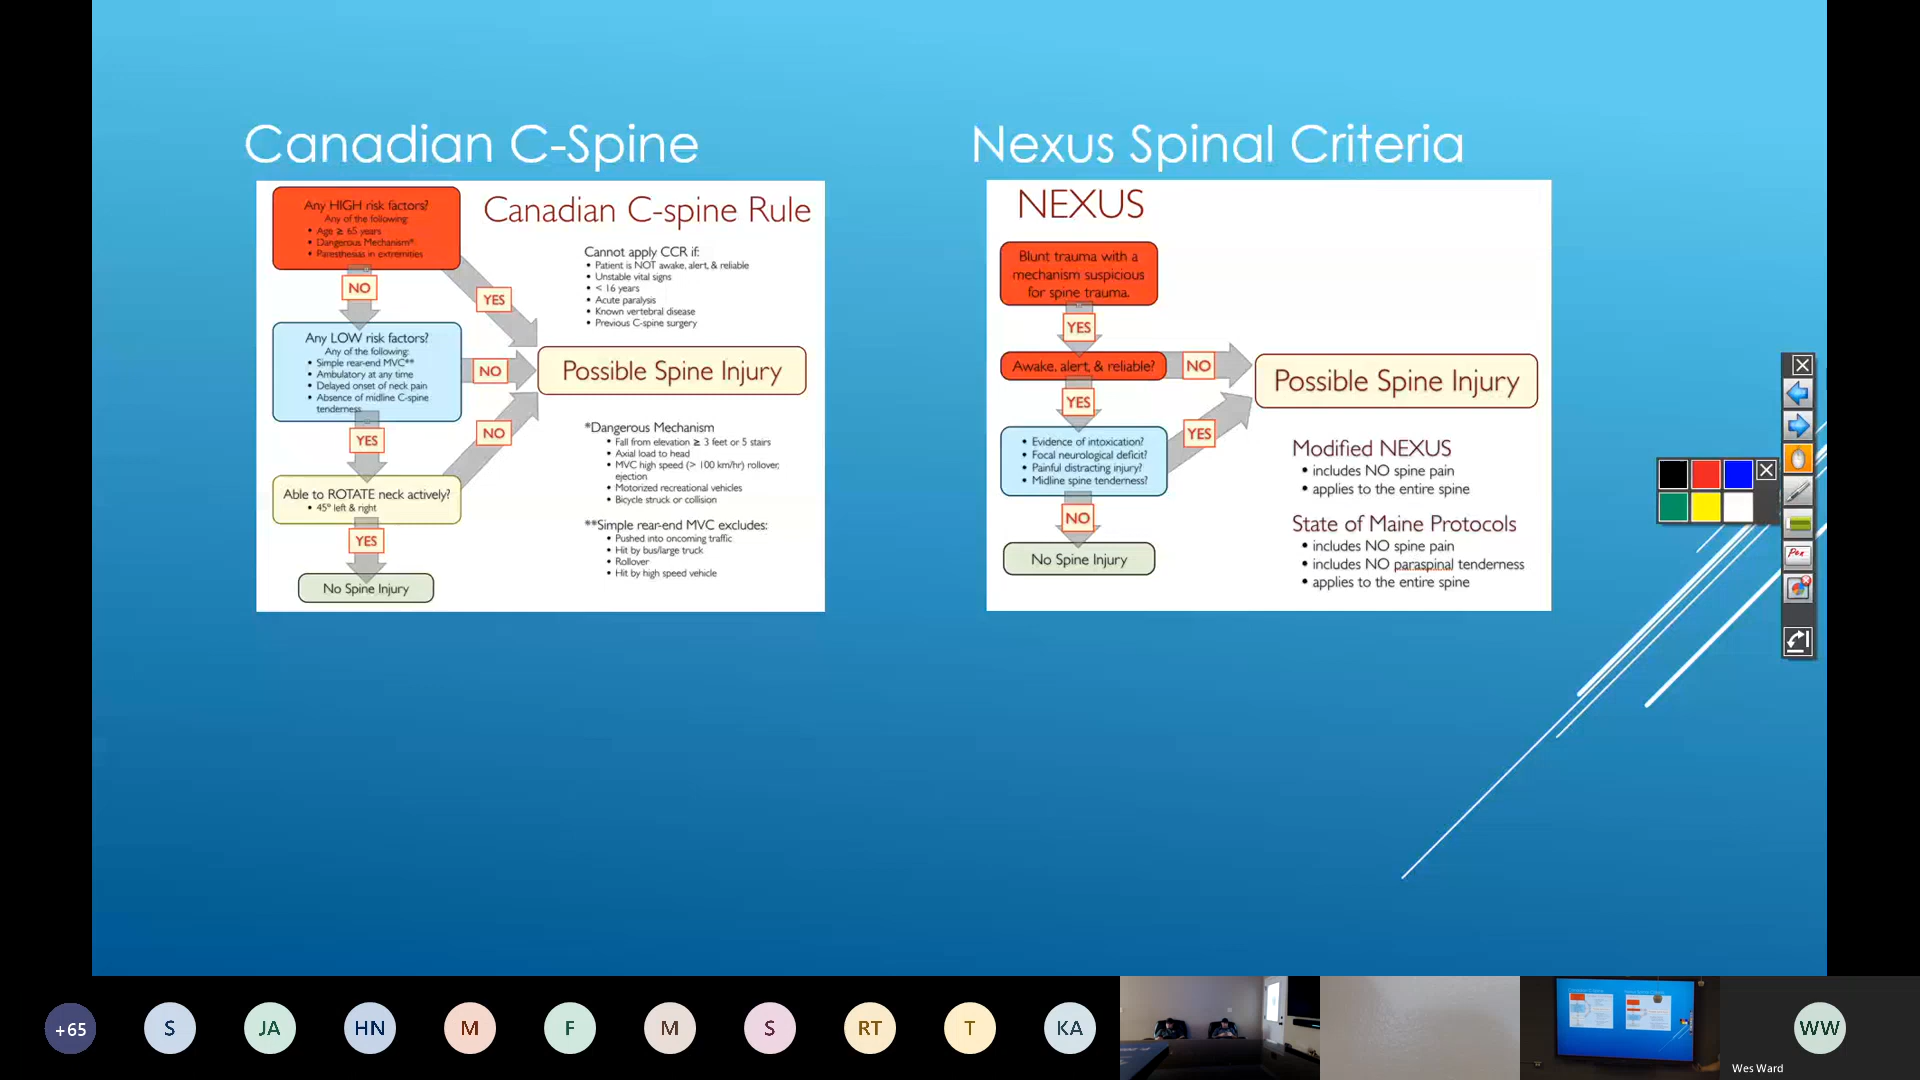 Canadian C-Spine
Canadian C-spine Rule
Any HIGH risk factors?
Any of the following:
• Age ≥ 65 years
• Dangerous Mechanism*
• Paresthesias in extremities
NO
YES
Cannot apply CCR if:
• Patient is NOT awake, alert, & reliable
• Unstable vital signs
• < 16 years
• Acute paralysis
• Known vertebral disease
• Previous C-spine surgery
Any LOW risk factors?
Any of the following:
• Simple rear-end MVC**
• Ambulatory at any time
• Delayed onset of neck pain
• Absence of midline C-spine
tenderness
NO
Possible Spine Injury
YES
NO
*Dangerous Mechanism
• Fall from elevation ≥ 3 feet or 5 stairs
• Axial load to head
• MVC high speed (> 100 km/hr) rollover,
ejection
• Motorized recreational vehicles
• Bicycle struck or collision
Able to ROTATE neck actively?
• 45º left & right
YES
No Spine Injury
**Simple rear-end MVC excludes:
• Pushed into oncoming traffic
• Hit by bus/large truck
• Rollover
• Hit by high speed vehicle
Nexus Spinal Criteria
NEXUS
Blunt trauma with a
mechanism suspicious
for spine trauma.
YES
Awake, alert, & reliable?
NO
Possible Spine Injury
YES
• Evidence of intoxication?
• Focal neurological deficit?
• Painful distracting injury?
• Midline spine tenderness?
YES
NO
No Spine Injury
Modified NEXUS
• includes NO spine pain
• applies to the entire spine
State of Maine Protocols
• includes NO spine pain
• includes NO paraspinal tenderness
• applies to the entire spine
Pen
+65
S
JA
HN
M
F
M
S
RT
T
KA
WW
Wes Ward